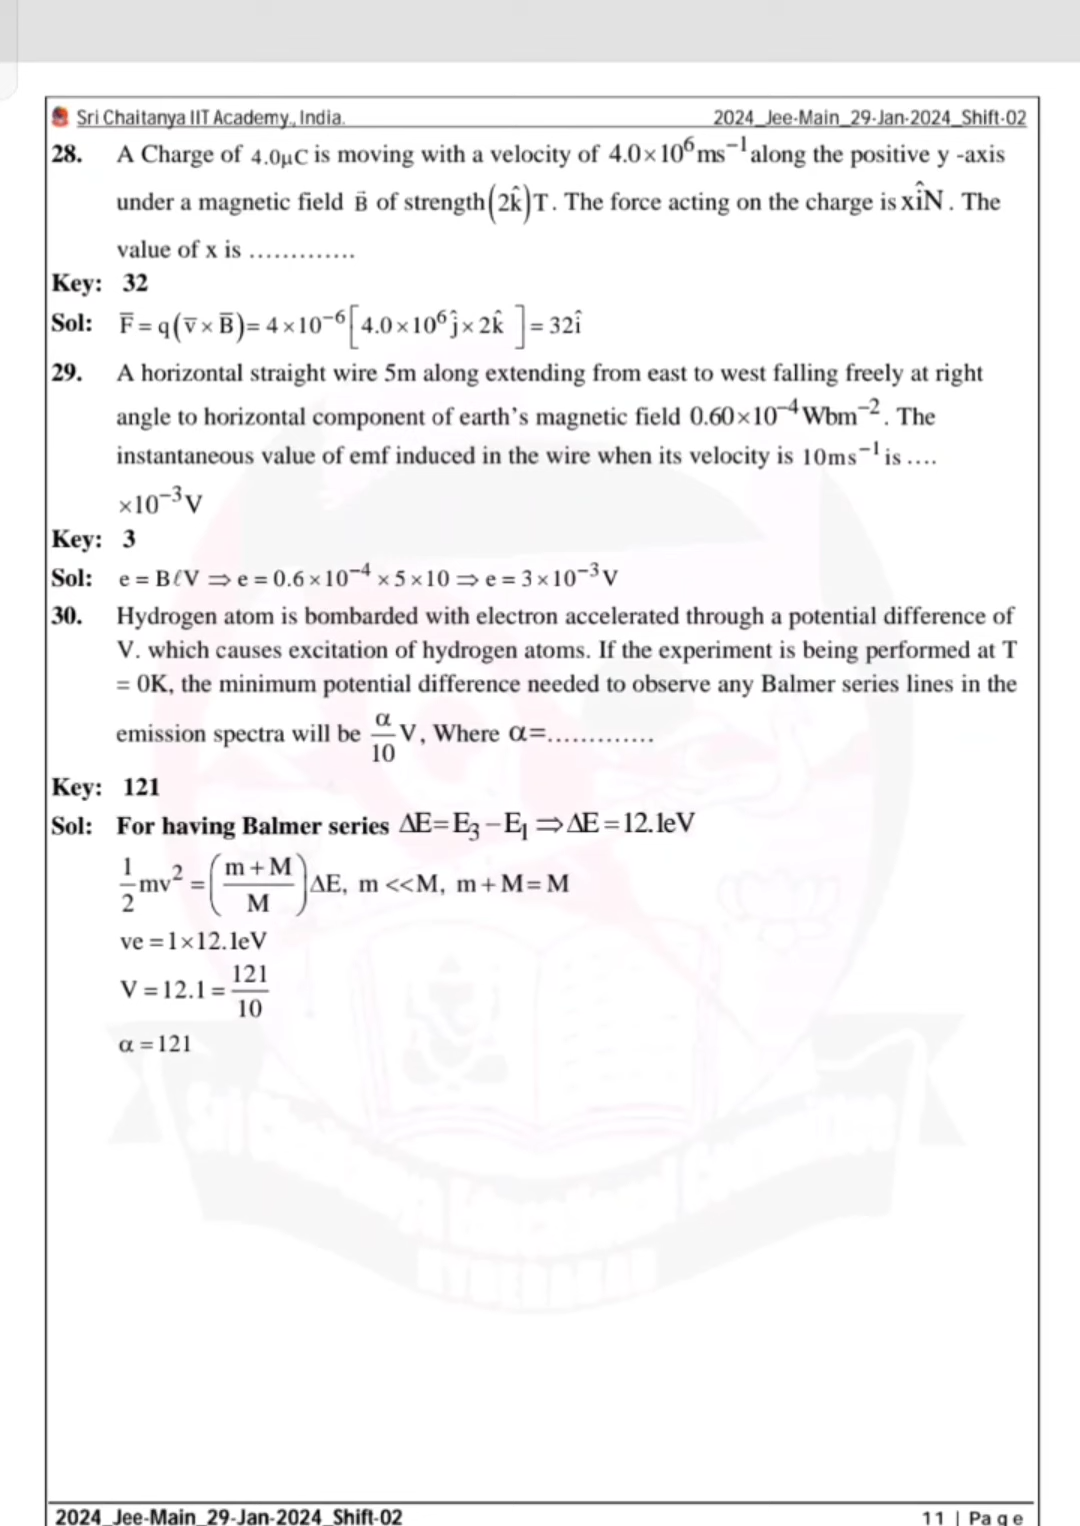 Sri Chaitanya IIT Academy., India. 2024_Jee-Main_29-Jan-2024_Shift-02
28. A Charge of 4.0μC is moving with a velocity of 4.0×10⁶ms⁻¹ along the positive y -axis
under a magnetic field B⃗ of strength (2k̂)T. The force acting on the charge is xîN. The
value of x is .............
Key: 32
Sol: F̅ = q(v̅×B̅)= 4×10⁻⁶[4.0×10⁶ĵ×2k̂ ]= 32î
29. A horizontal straight wire 5m along extending from east to west falling freely at right
angle to horizontal component of earth's magnetic field 0.60×10⁻⁴Wbm⁻². The
instantaneous value of emf induced in the wire when its velocity is 10ms⁻¹ is ....
×10⁻³V
Key: 3
Sol: e = BℓV ⇒ e = 0.6×10⁻⁴×5×10 ⇒ e = 3×10⁻³V
30. Hydrogen atom is bombarded with electron accelerated through a potential difference of
V. which causes excitation of hydrogen atoms. If the experiment is being performed at T
= 0K, the minimum potential difference needed to observe any Balmer series lines in the
emission spectra will be α/10 V, Where α=.............
Key: 121
Sol: For having Balmer series ΔE=E₃−E₁ ⇒ΔE=12.1eV
1/2 mv² = ((m+M)/M)ΔE, m <<M, m+M=M
ve =1×12.1eV
V =12.1= 121/10
α =121
2024_Jee-Main_29-Jan-2024_Shift-02 11 | Page